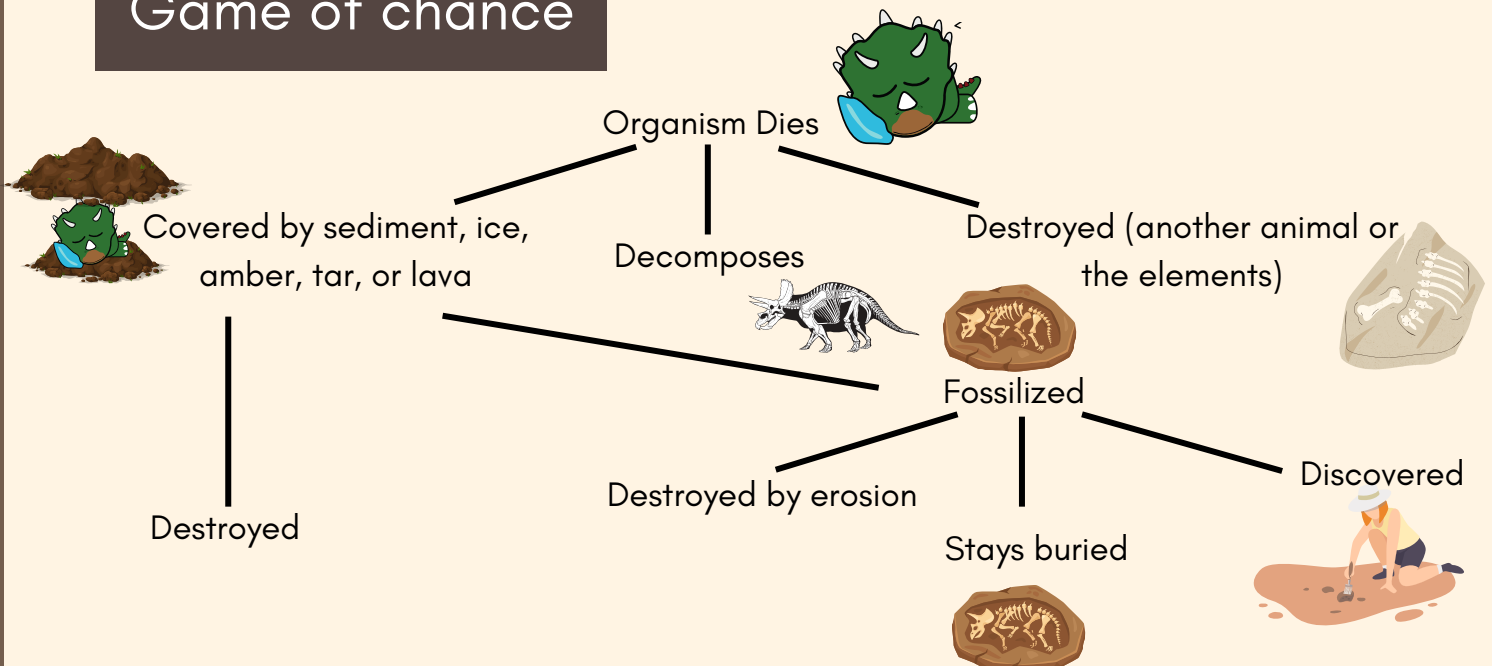 Game of chance
Organism Dies
Covered by sediment, ice,
amber, tar, or lava
Decomposes
Destroyed (another animal or
the elements)
Fossilized
Destroyed
Destroyed by erosion
Stays buried
Discovered